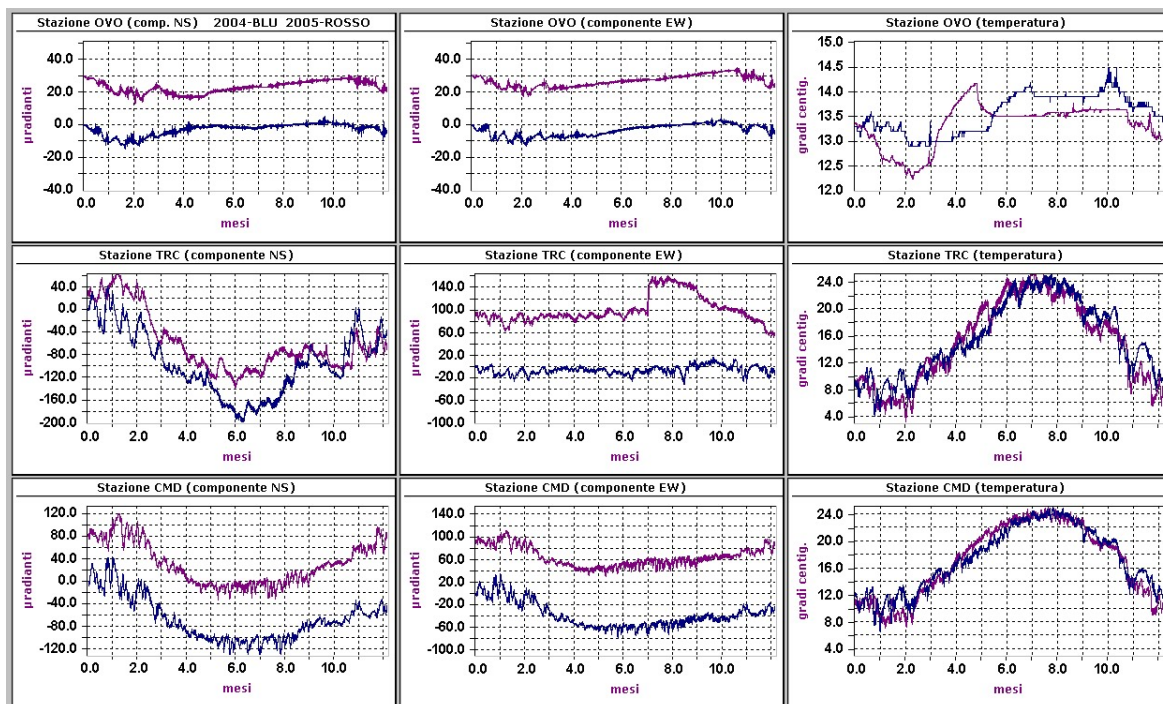 Stazione OVO (comp. NS) 2004-BLU 2005-ROSSO
40.0
20.0
0.0
-20.0
-40.0
µradianti
0.0 2.0 4.0 6.0 8.0 10.0 12.0
mesi
Stazione OVO (componente EW)
40.0
20.0
0.0
-20.0
-40.0
µradianti
0.0 2.0 4.0 6.0 8.0 10.0 12.0
mesi
Stazione OVO (temperatura)
15.0
14.5
14.0
13.5
13.0
12.5
12.0
gradi centig.
0.0 2.0 4.0 6.0 8.0 10.0
mesi
Stazione TRC (componente NS)
40.0
0.0
-40.0
-80.0
-120.0
-160.0
-200.0
µradianti
0.0 2.0 4.0 6.0 8.0 10.0 12.0
mesi
Stazione TRC (componente EW)
140.0
100.0
60.0
20.0
-20.0
-60.0
-100.0
µradianti
0.0 2.0 4.0 6.0 8.0 10.0 12.0
mesi
Stazione TRC (temperatura)
24.0
20.0
16.0
12.0
8.0
4.0
gradi centig.
0.0 2.0 4.0 6.0 8.0 10.0
mesi
Stazione CMD (componente NS)
120.0
80.0
40.0
0.0
-40.0
-80.0
-120.0
µradianti
0.0 2.0 4.0 6.0 8.0 10.0 12.0
mesi
Stazione CMD (componente EW)
140.0
100.0
60.0
20.0
-20.0
-60.0
-100.0
µradianti
0.0 2.0 4.0 6.0 8.0 10.0 12.0
mesi
Stazione CMD (temperatura)
24.0
20.0
16.0
12.0
8.0
4.0
gradi centig.
0.0 2.0 4.0 6.0 8.0 10.0
mesi